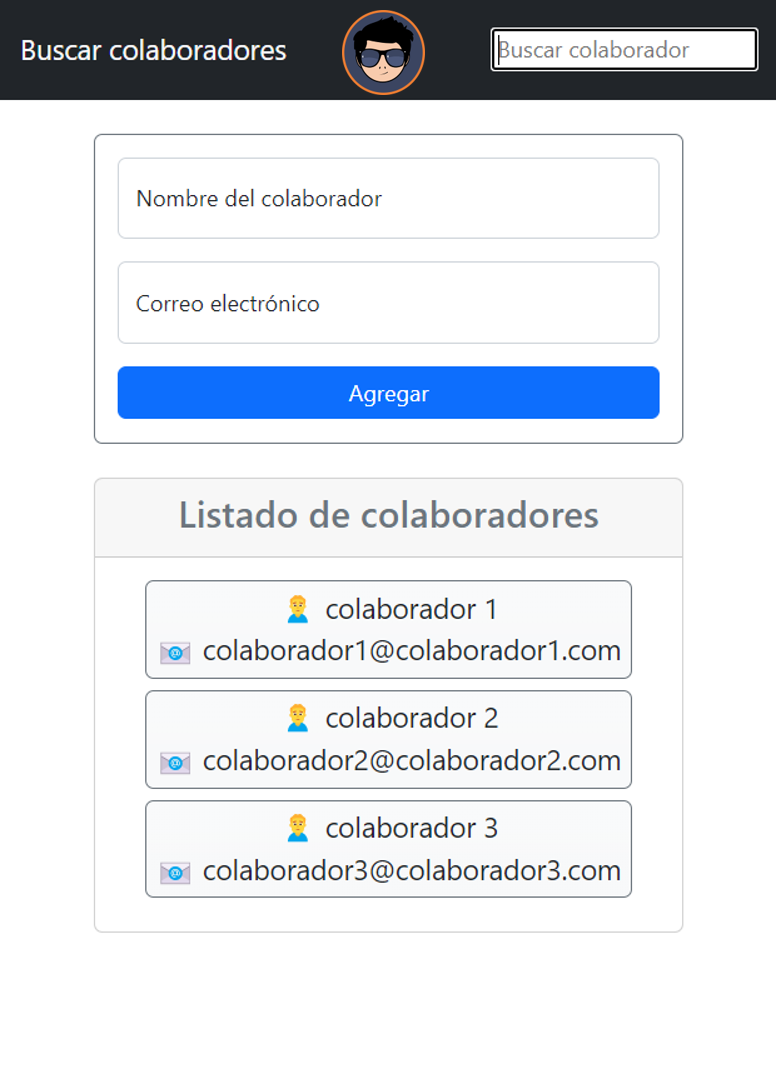 Buscar colaboradores
Buscar colaborador
Nombre del colaborador
Correo electrónico
Agregar
Listado de colaboradores
colaborador 1
colaborador1@colaborador1.com
colaborador 2
colaborador2@colaborador2.com
colaborador 3
colaborador3@colaborador3.com